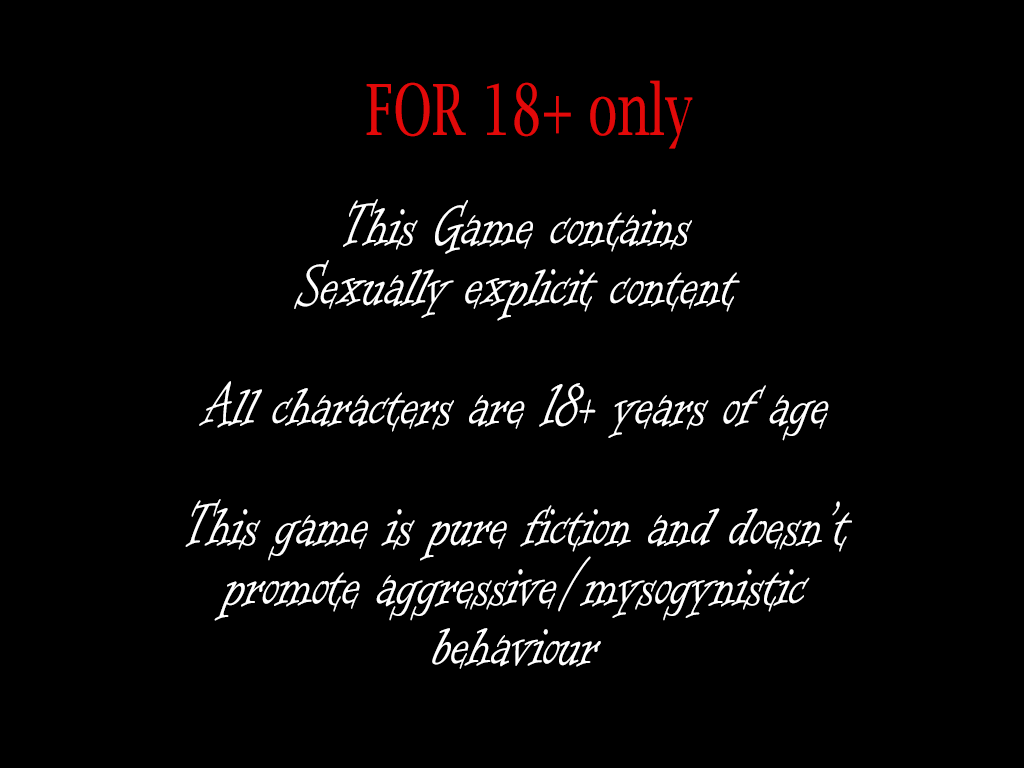 FOR 18+ only
This Game contains
Sexually explicit content
All characters are 18+ years of age
This game is pure fiction and doesn't
promote aggressive/mysogynistic
behaviour